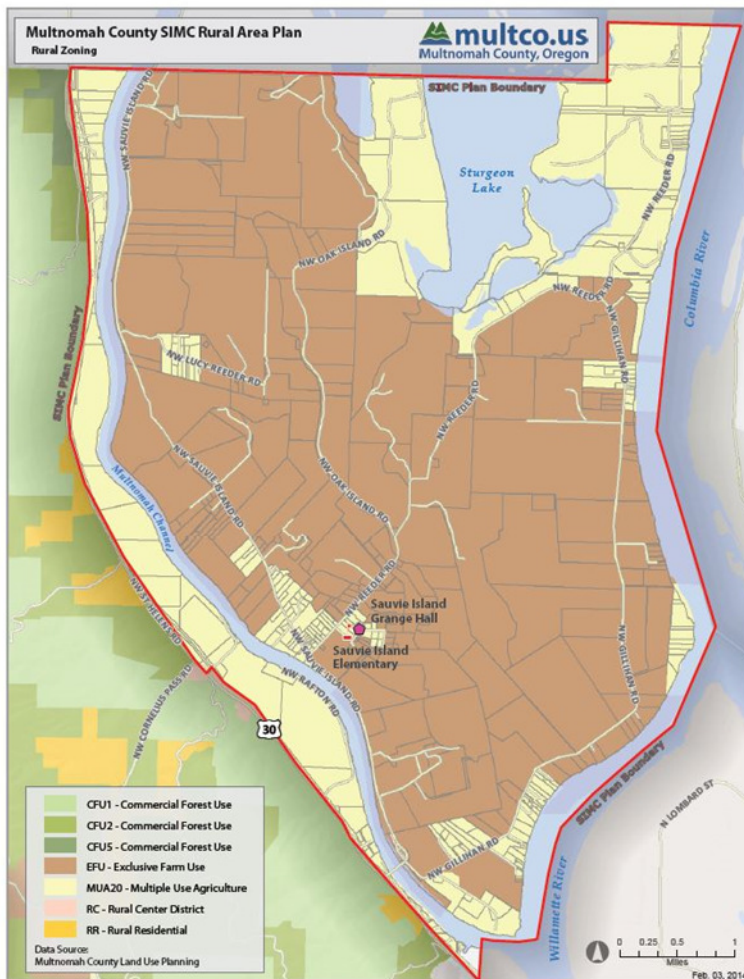 Multnomah County SIMC Rural Area Plan
Rural Zoning
multco.us
Multnomah County, Oregon
SIMC Plan Boundary
NW SAUVIE ISLAND RD
Sturgeon
Lake
NW REEDER RD
NW OAK ISLAND RD
Columbia River
NW REEDER RD
NW GILLIHAN RD
SIMC Plan Boundary
NW LUCY REEDER RD
NW REEDER RD
Multnomah Channel
NW SAUVIE ISLAND RD
NW OAK ISLAND RD
NW REEDER RD
Sauvie Island
Grange Hall
Sauvie Island
Elementary
NW ST HELENS RD
NW SAUVIE ISLAND RD
NW RAFTON RD
NW GILLIHAN RD
NW CORNELIUS PASS RD
30
SIMC Plan Boundary
N LOMBARD ST
NW GILLIHAN RD
Willamette River
CFU1 - Commercial Forest Use
CFU2 - Commercial Forest Use
CFU5 - Commercial Forest Use
EFU - Exclusive Farm Use
MUA20 - Multiple Use Agriculture
RC - Rural Center District
RR - Rural Residential
Data Source:
Multnomah County Land Use Planning
0 0.25 0.5 1
Miles